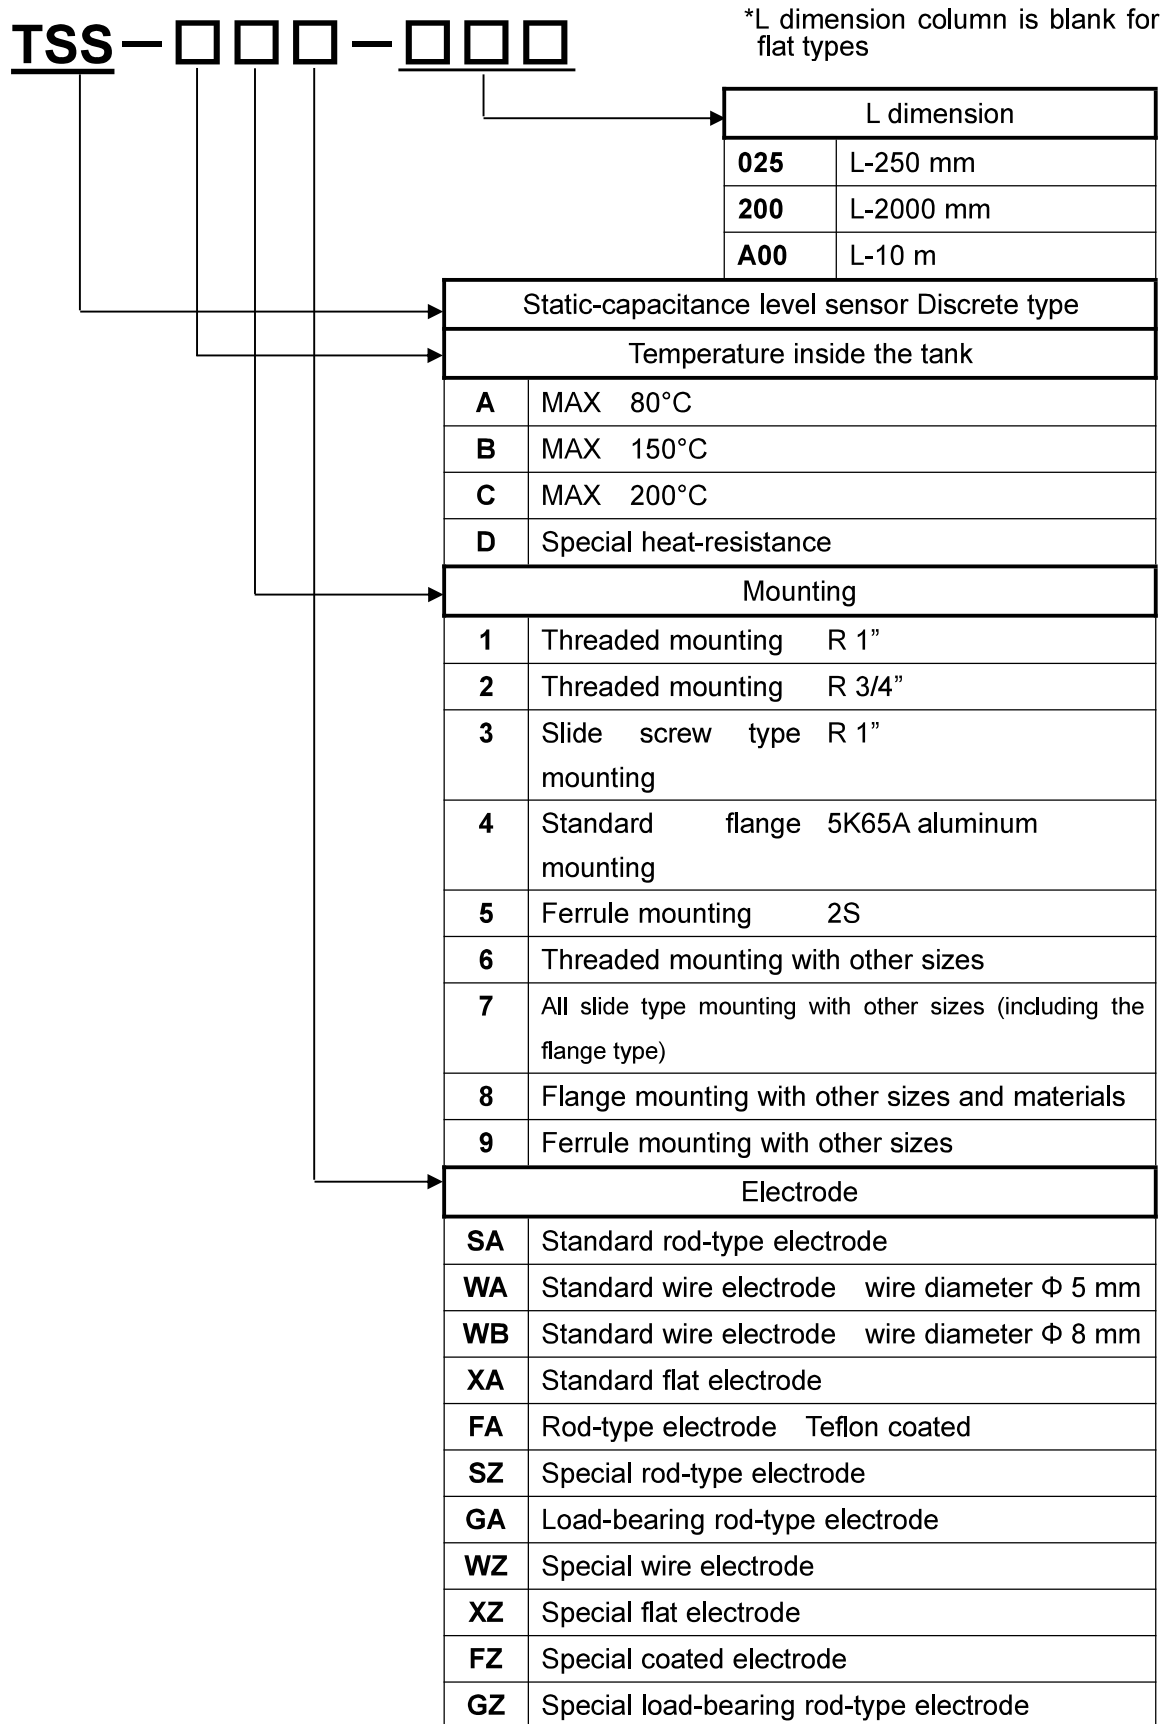 TSS-□□□-□□□
*L dimension column is blank for
flat types
L dimension
025 L-250 mm
200 L-2000 mm
A00 L-10 m
Static-capacitance level sensor Discrete type
Temperature inside the tank
A MAX 80°C
B MAX 150°C
C MAX 200°C
D Special heat-resistance
Mounting
1 Threaded mounting R 1”
2 Threaded mounting R 3/4”
3 Slide screw type R 1”
mounting
4 Standard flange 5K65A aluminum
mounting
5 Ferrule mounting 2S
6 Threaded mounting with other sizes
7 All slide type mounting with other sizes (including the
flange type)
8 Flange mounting with other sizes and materials
9 Ferrule mounting with other sizes
Electrode
SA Standard rod-type electrode
WA Standard wire electrode wire diameter Φ 5 mm
WB Standard wire electrode wire diameter Φ 8 mm
XA Standard flat electrode
FA Rod-type electrode Teflon coated
SZ Special rod-type electrode
GA Load-bearing rod-type electrode
WZ Special wire electrode
XZ Special flat electrode
FZ Special coated electrode
GZ Special load-bearing rod-type electrode